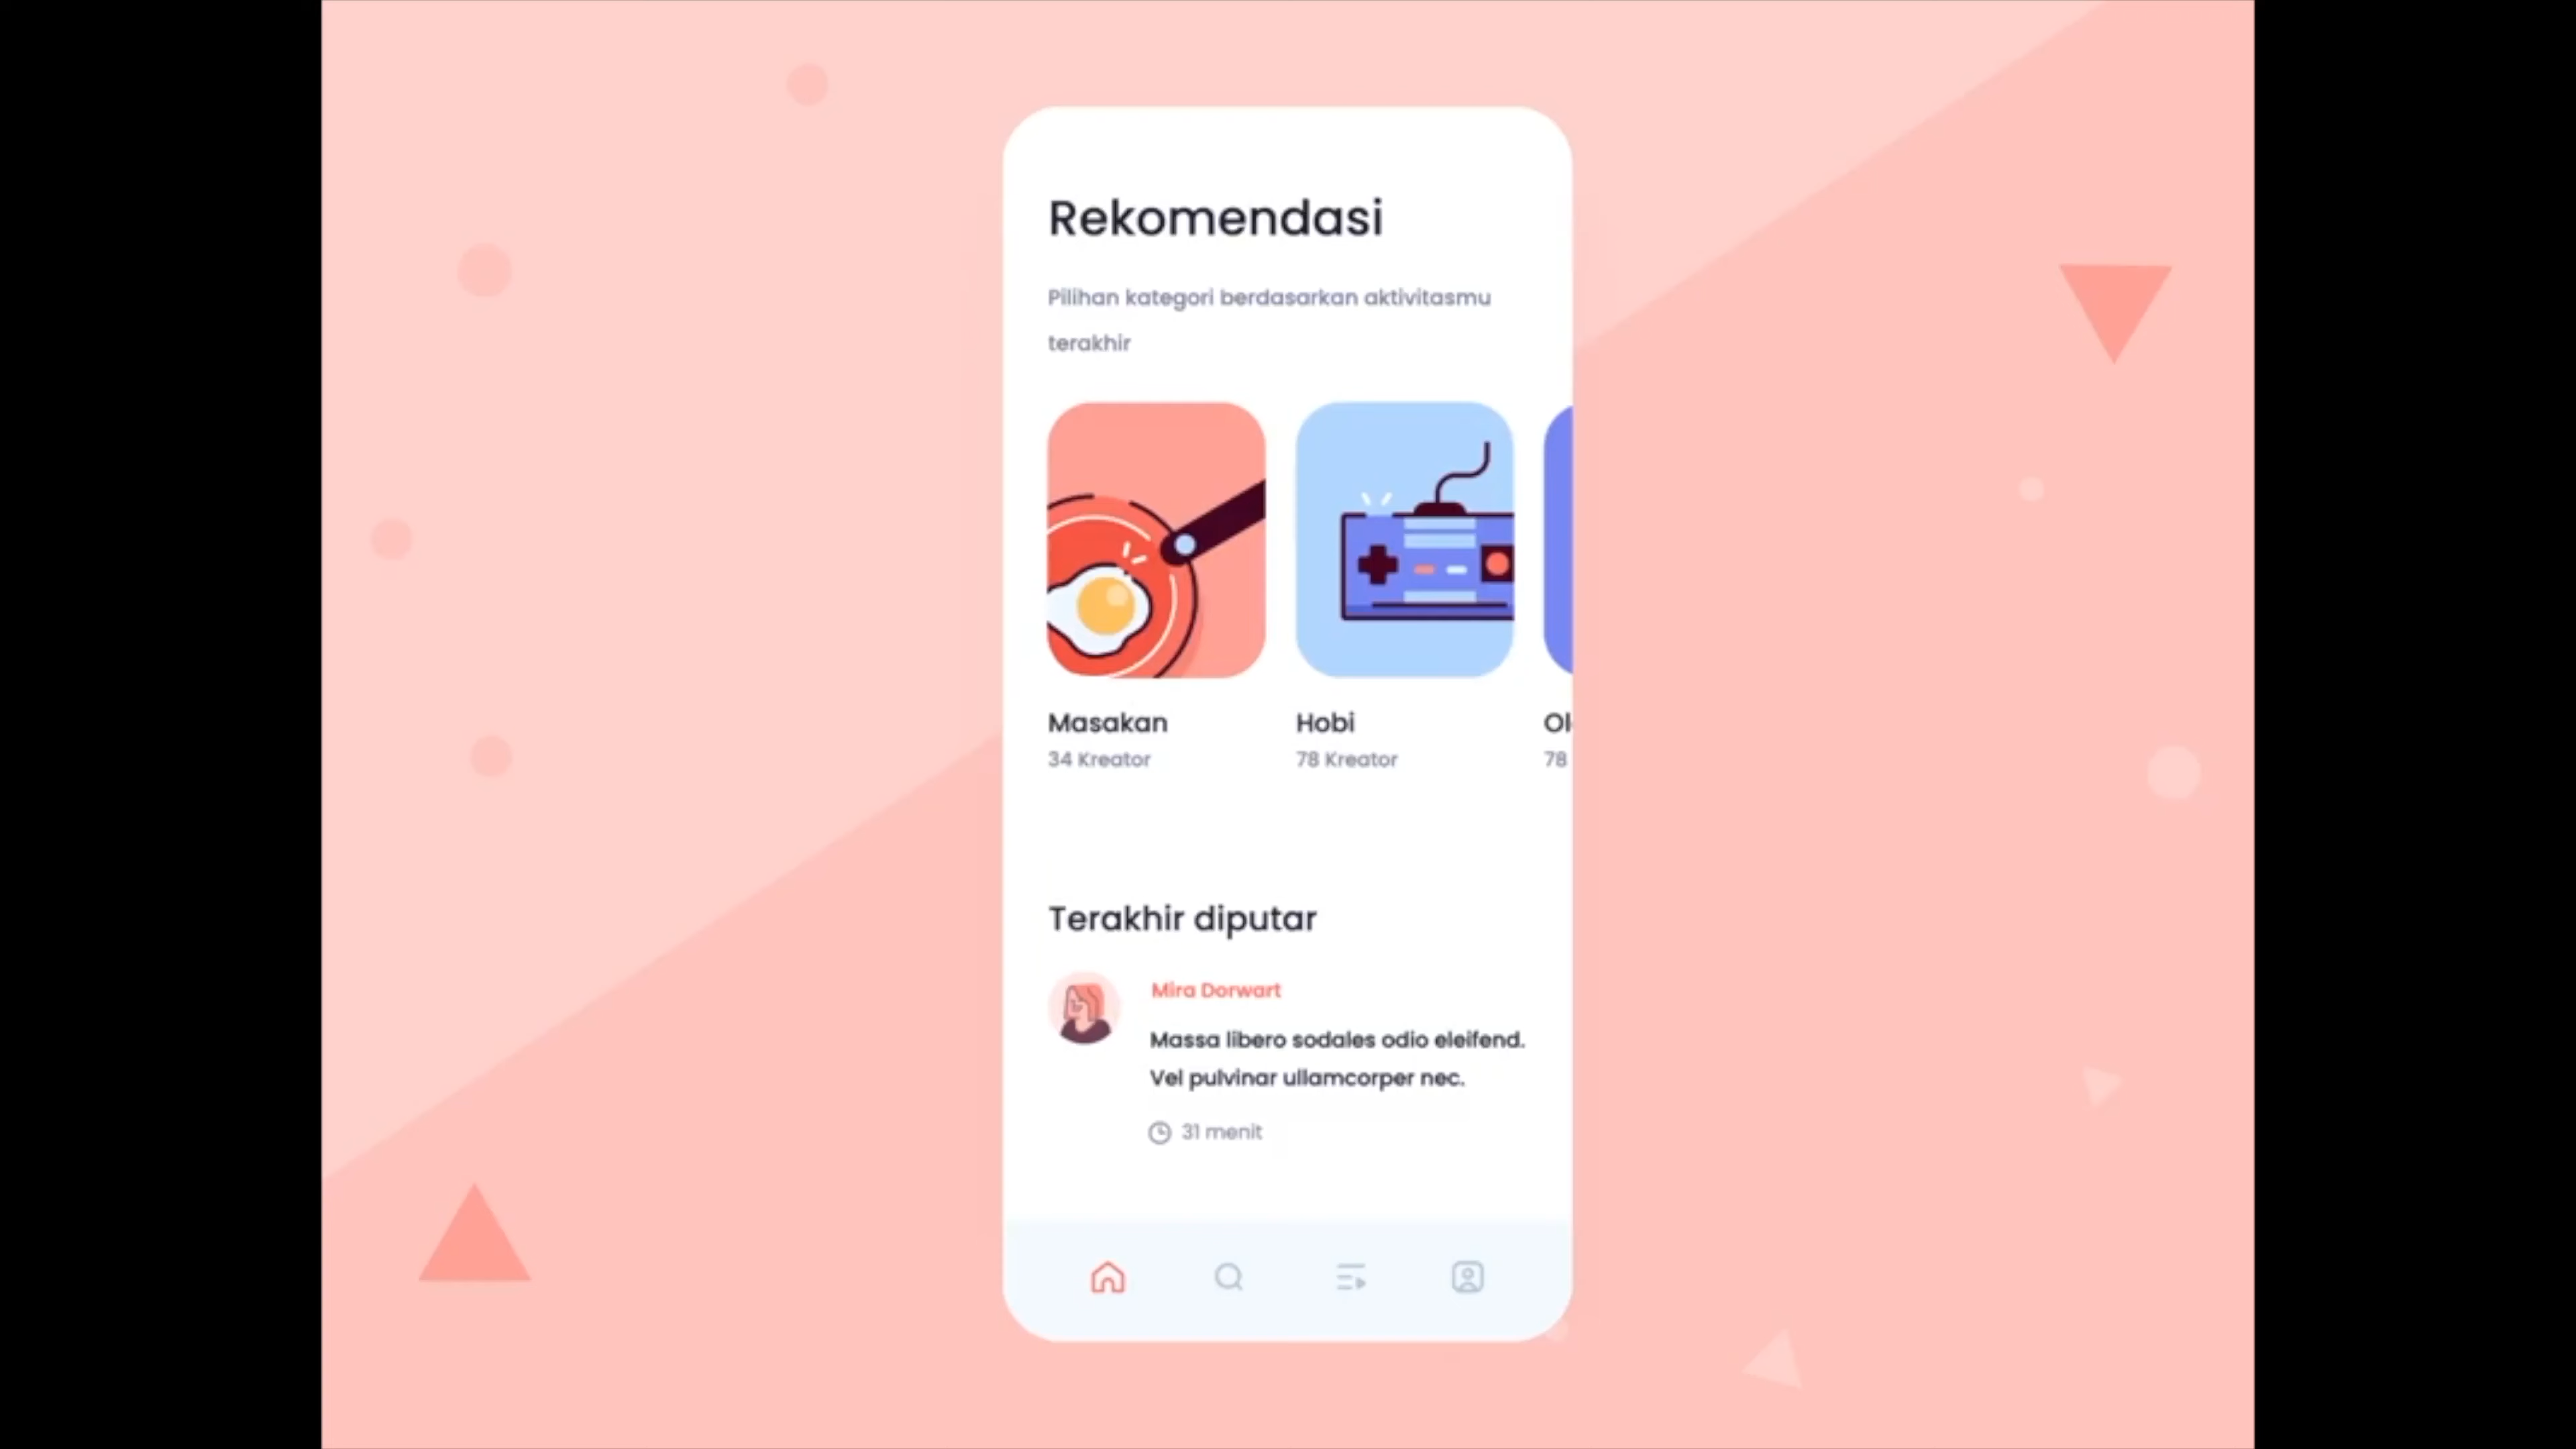 Rekomendasi
Pilihan kategori berdasarkan aktivitasmu
terakhir
Masakan
34 Kreator
Hobi
78 Kreator
78
Terakhir diputar
Mira Dorwart
Massa libero sodales odio eleifend.
Vel pulvinar ullamcorper nec.
31 menit